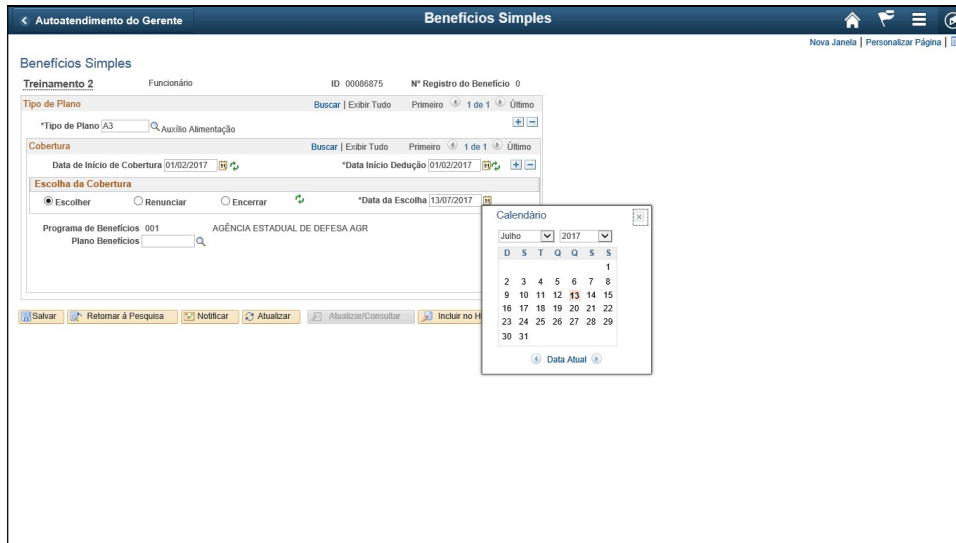 Autoatendimento do Gerente
Benefícios Simples
Nova Janela | Personalizar Página |
Benefícios Simples
Treinamento 2 Funcionário ID 00086875 Nº Registro do Benefício 0
Tipo de Plano Buscar | Exibir Tudo Primeiro 1 de 1 Último
*Tipo de Plano A3 Auxílio Alimentação
Cobertura Buscar | Exibir Tudo Primeiro 1 de 1 Último
Data de Início de Cobertura 01/02/2017 *Data Início Dedução 01/02/2017
Escolha da Cobertura
Escolher Renunciar Encerrar *Data da Escolha 13/07/2017
Programa de Benefícios 001 AGÊNCIA ESTADUAL DE DEFESA AGR
Plano Benefícios
Salvar Retornar à Pesquisa Notificar Atualizar Atualizar/Consultar Incluir no H
Calendário
Julho 2017
D S T Q Q S S
1
2 3 4 5 6 7 8
9 10 11 12 13 14 15
16 17 18 19 20 21 22
23 24 25 26 27 28 29
30 31
Data Atual